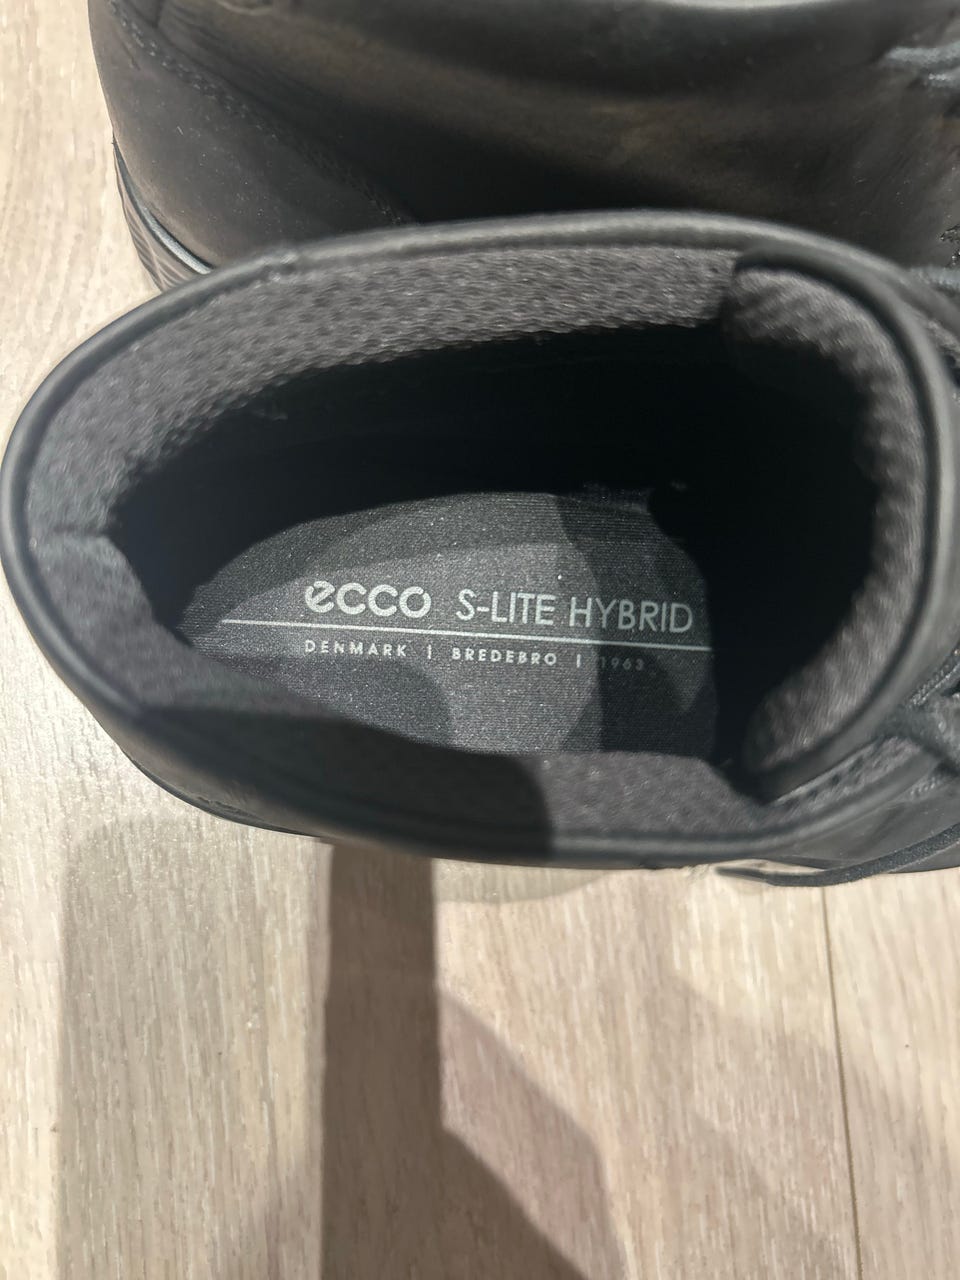 ecco S-LITE HYBRID
DENMARK | BREDEBRO | 1963